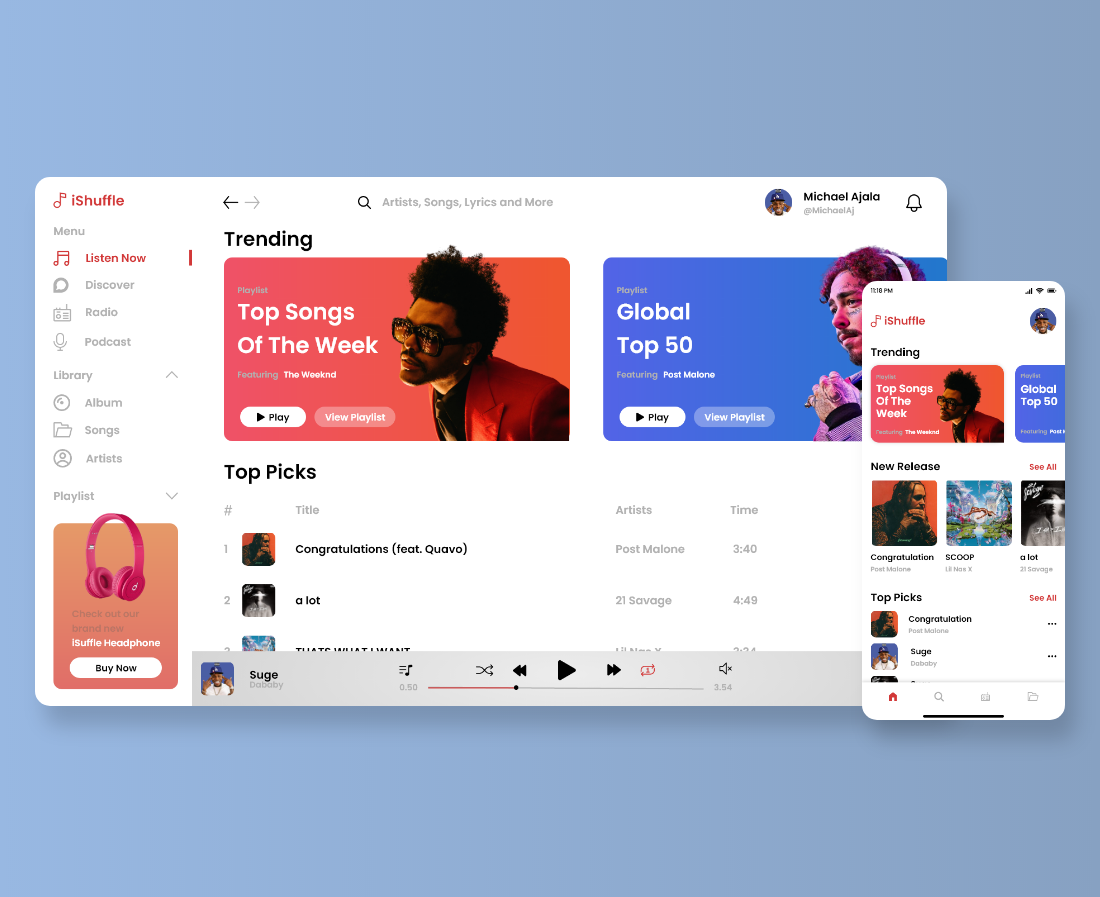 iShuffle
Menu
Listen Now
Discover
Radio
Podcast
Library
Album
Songs
Artists
Playlist
Check out our
brand new
iSuffle Headphone
Buy Now
Artists, Songs, Lyrics and More
Michael Ajala
@MichaelAj
Trending
Playlist
Top Songs
Of The Week
Featuring The Weeknd
Play View Playlist
Playlist
Global
Top 50
Featuring Post Malone
Play View Playlist
Top Picks
# Title Artists Time
1 Congratulations (feat. Quavo) Post Malone 3:40
2 a lot 21 Savage 4:49
THATS WHAT I WANT Lil Nas X
Suge
Dababy
0.50 3.54
11:18 PM
iShuffle
Trending
Playlist
Top Songs
Of The
Week
Featuring The Weeknd
Playlist
Global
Top 50
Featuring
New Release See All
Congratulation
Post Malone
SCOOP
Lil Nas X
a lot
21 Savage
Top Picks See All
Congratulation
Post Malone
Suge
Dababy